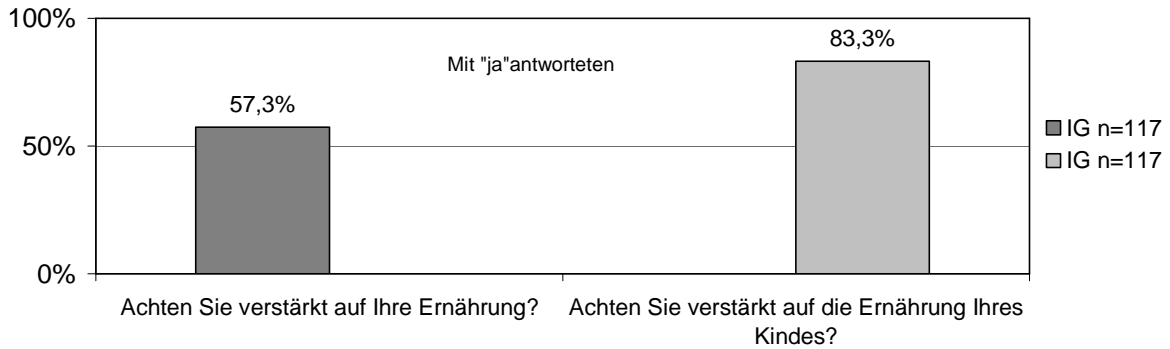 100%
50%
0%
Mit "ja"antworteten
57,3%
83,3%
IG n=117
IG n=117
Achten Sie verstärkt auf Ihre Ernährung?
Achten Sie verstärkt auf die Ernährung Ihres
Kindes?